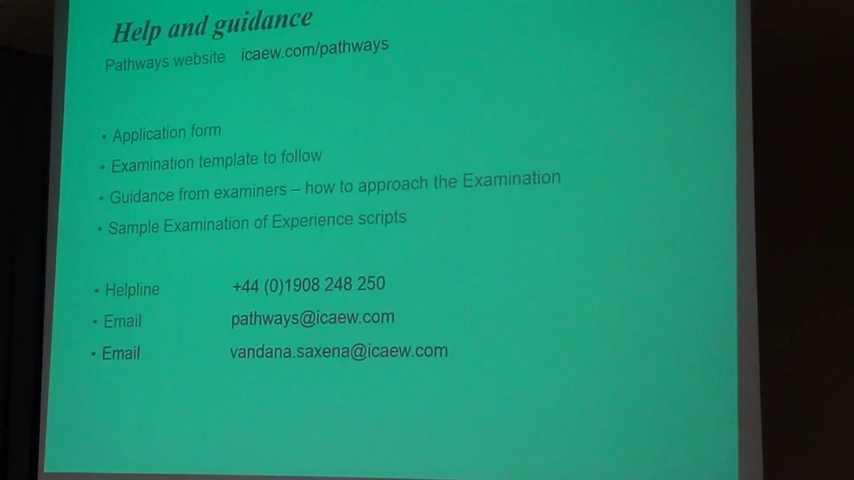 Help and guidance
Pathways website icaew.com/pathways
• Application form
• Examination template to follow
• Guidance from examiners – how to approach the Examination
• Sample Examination of Experience scripts
• Helpline +44 (0)1908 248 250
• Email pathways@icaew.com
• Email vandana.saxena@icaew.com